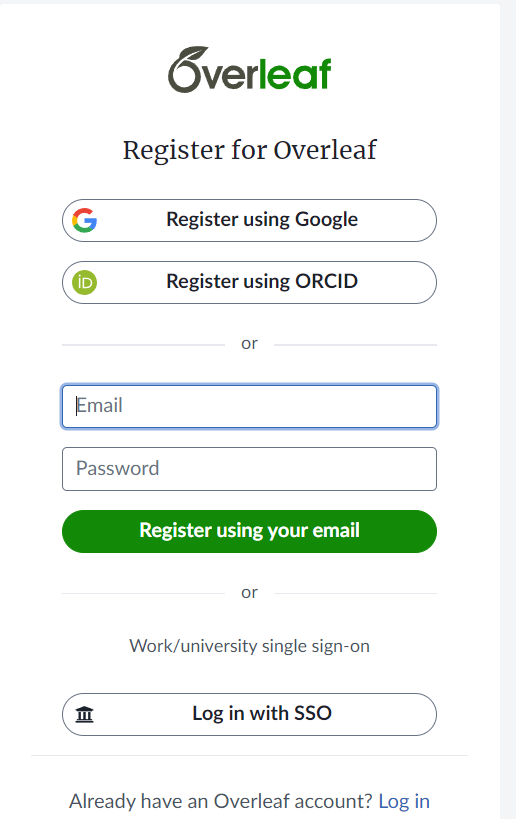 Overleaf
Register for Overleaf
Register using Google
iD
Register using ORCID
or
Email
Password
Register using your email
or
Work/university single sign-on
Log in with SSO
Already have an Overleaf account? Log in